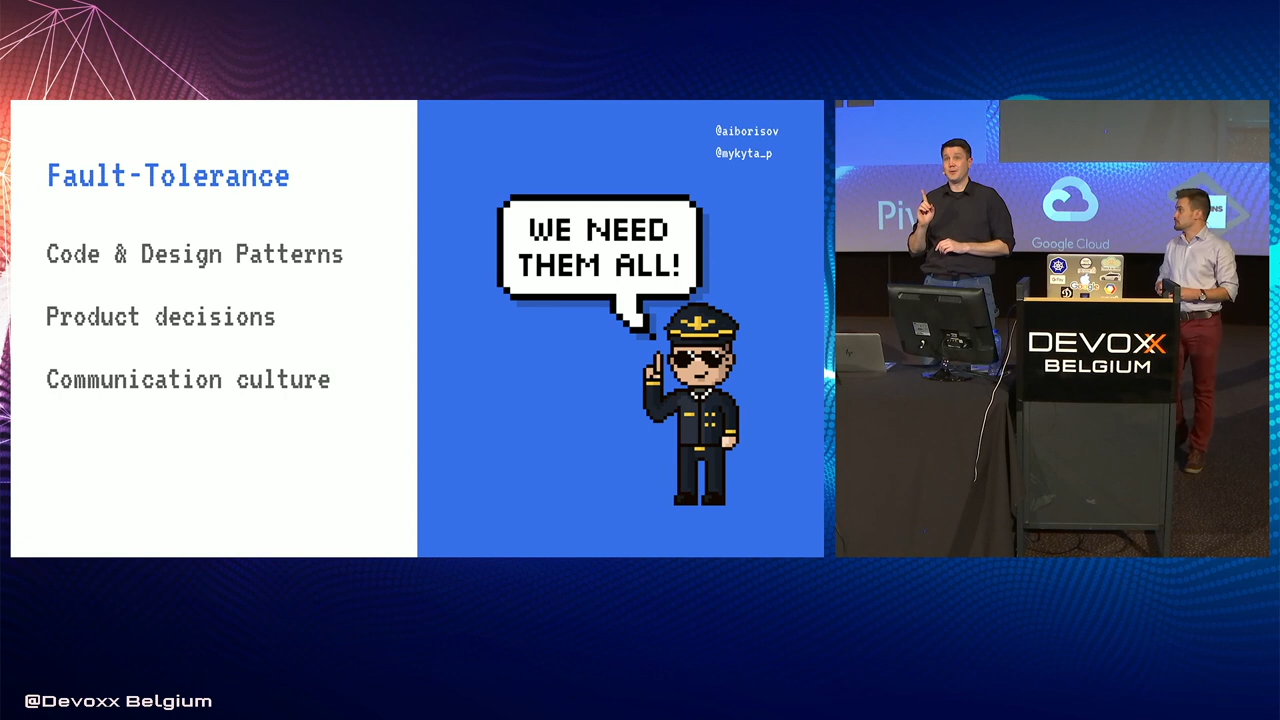 Fault-Tolerance
Code & Design Patterns
Product decisions
Communication culture
@aiborisov
@mykyta_p
WE NEED
THEM ALL!
Google Cloud
DEVOXX
BELGIUM
@Devoxx Belgium